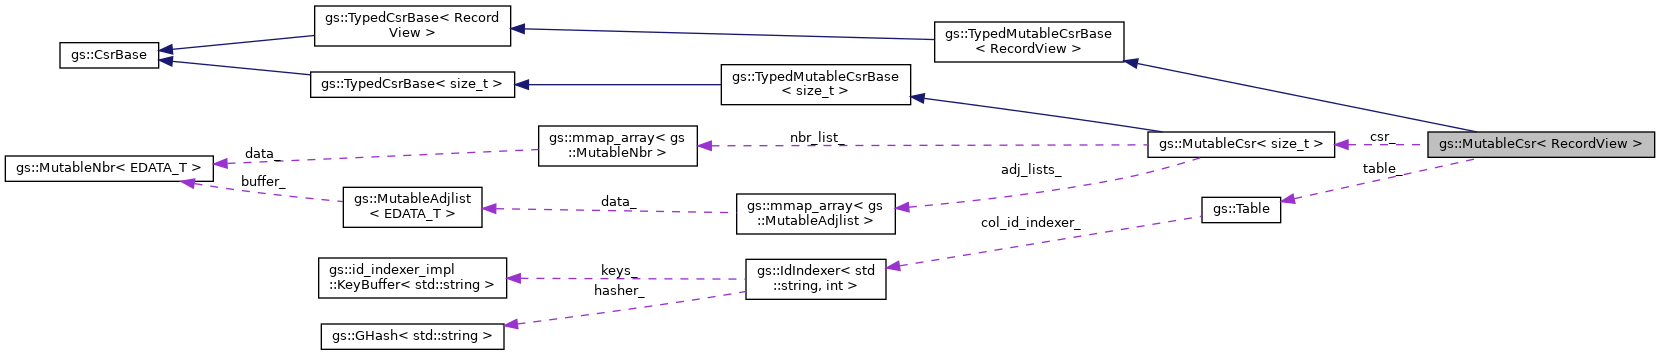 gs::TypedCsrBase< Record
View >
gs::CsrBase
gs::TypedMutableCsrBase
< RecordView >
gs::TypedCsrBase< size_t >
gs::TypedMutableCsrBase
< size_t >
gs::mmap_array< gs
::MutableNbr >
nbr_list_
gs::MutableCsr< size_t >
csr_
gs::MutableCsr< RecordView >
data_
gs::MutableNbr< EDATA_T >
buffer_
adj_lists_
table_
gs::MutableAdjlist
< EDATA_T >
data_
gs::mmap_array< gs
::MutableAdjlist >
gs::Table
col_id_indexer_
gs::id_indexer_impl
::KeyBuffer< std::string >
keys_
gs::IdIndexer< std
::string, int >
hasher_
gs::GHash< std::string >